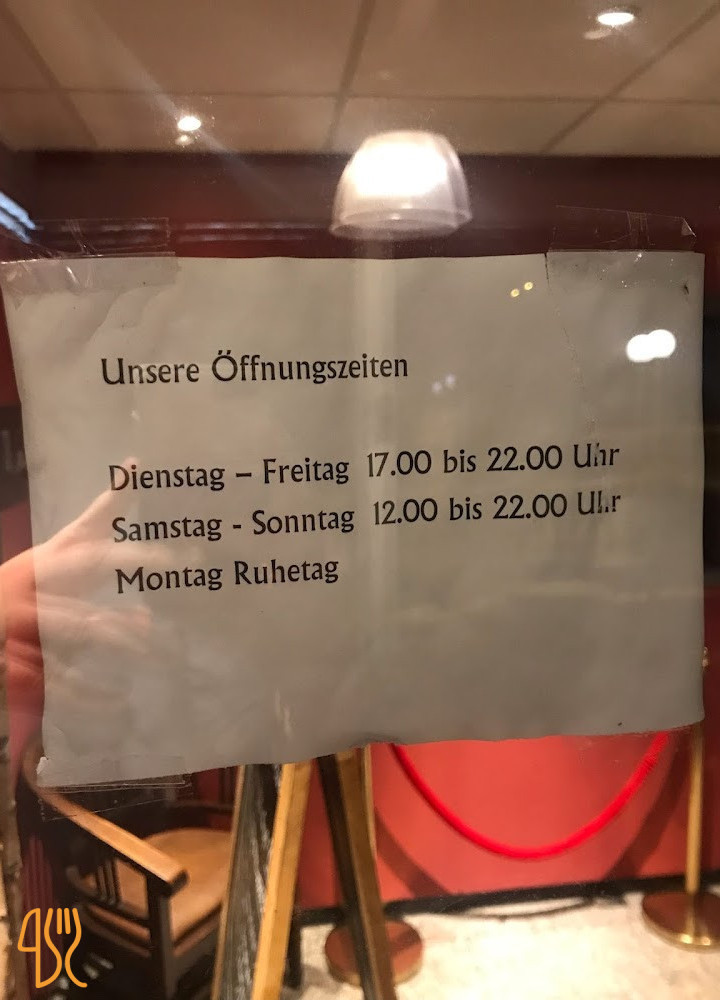 Unsere Öffnungszeiten
Dienstag – Freitag 17.00 bis 22.00 Uhr
Samstag - Sonntag 12.00 bis 22.00 Uhr
Montag Ruhetag